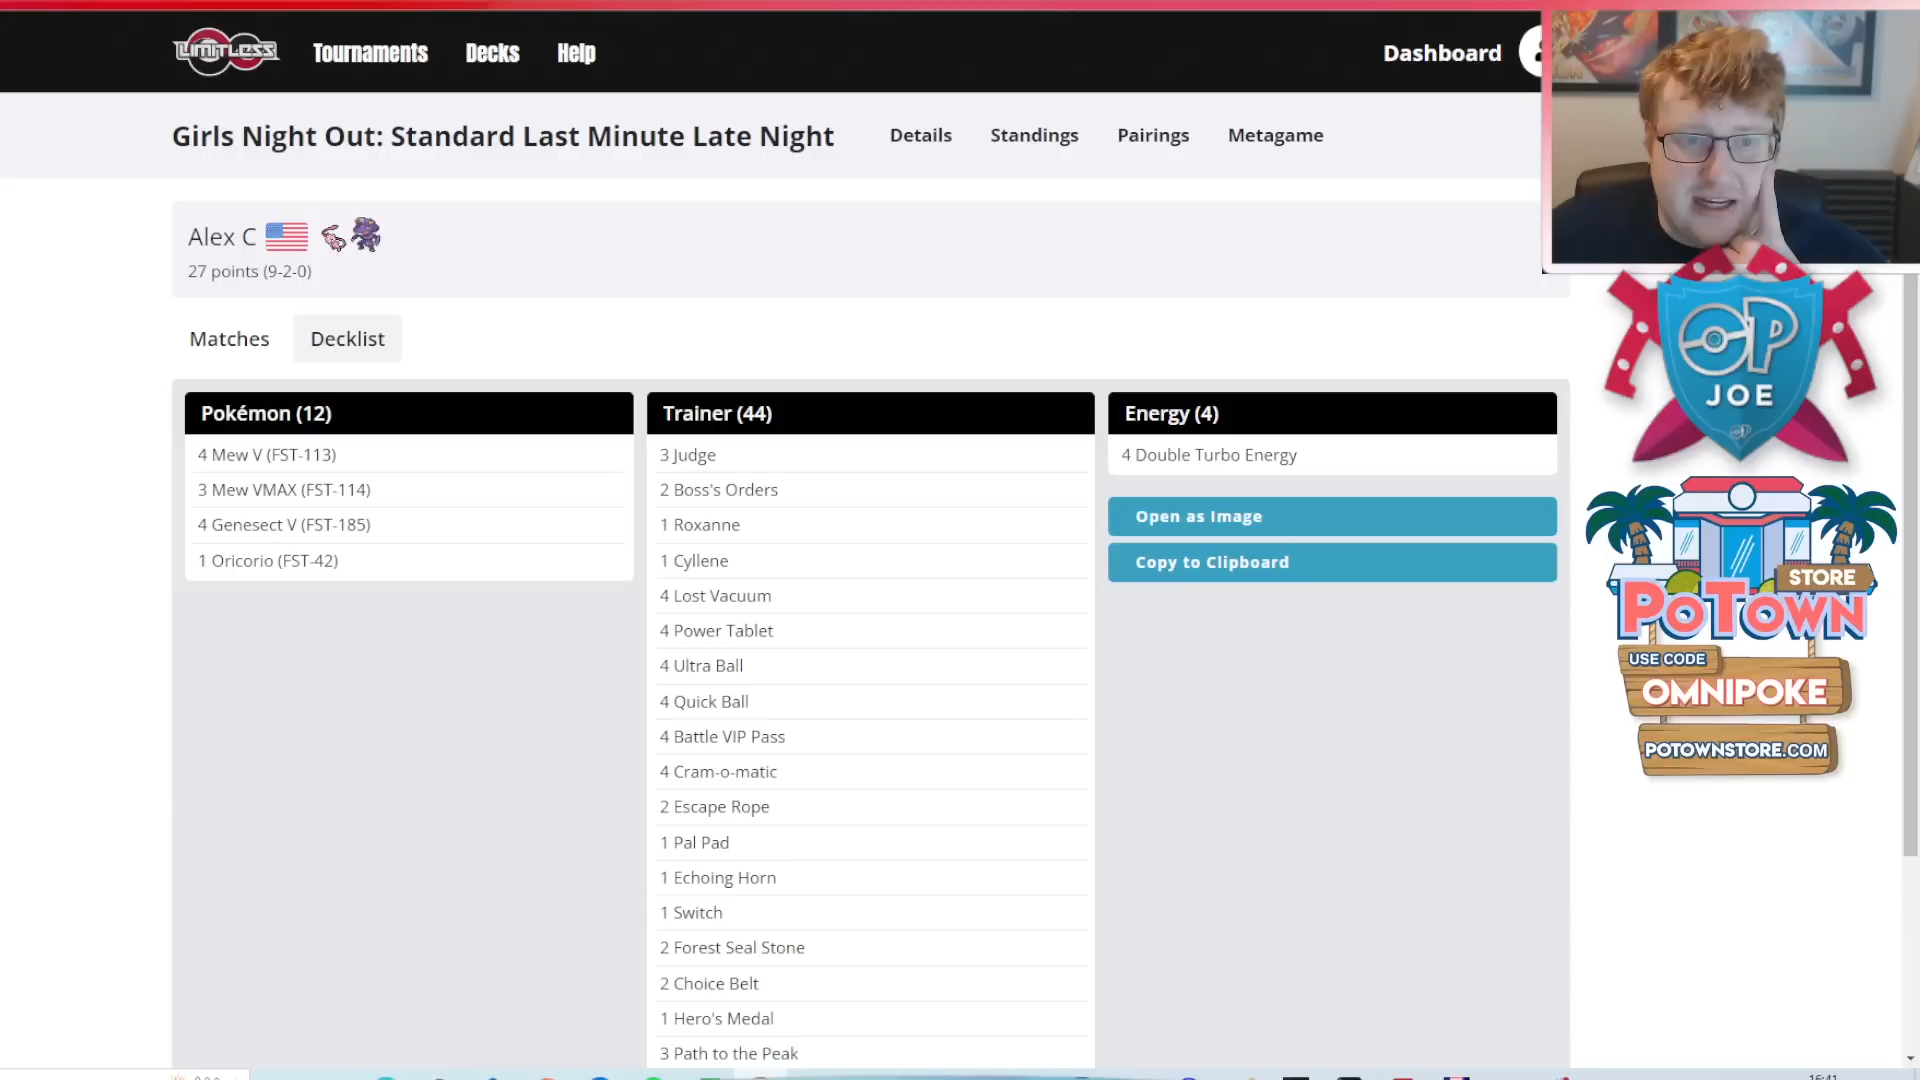 LIMITLESS
Tournaments
Decks
Help
Dashboard
Girls Night Out: Standard Last Minute Late Night
Details
Standings
Pairings
Metagame
Alex C
27 points (9-2-0)
Matches
Decklist
Pokémon (12)
4 Mew V (FST-113)
3 Mew VMAX (FST-114)
4 Genesect V (FST-185)
1 Oricorio (FST-42)
Trainer (44)
3 Judge
2 Boss's Orders
1 Roxanne
1 Cyllene
4 Lost Vacuum
4 Power Tablet
4 Ultra Ball
4 Quick Ball
4 Battle VIP Pass
4 Cram-o-matic
2 Escape Rope
1 Pal Pad
1 Echoing Horn
1 Switch
2 Forest Seal Stone
2 Choice Belt
1 Hero's Medal
3 Path to the Peak
Energy (4)
4 Double Turbo Energy
Open as Image
Copy to Clipboard
OP
JOE
STORE
POTOWN
USE CODE
OMNIPOKE
POTOWNSTORE.COM